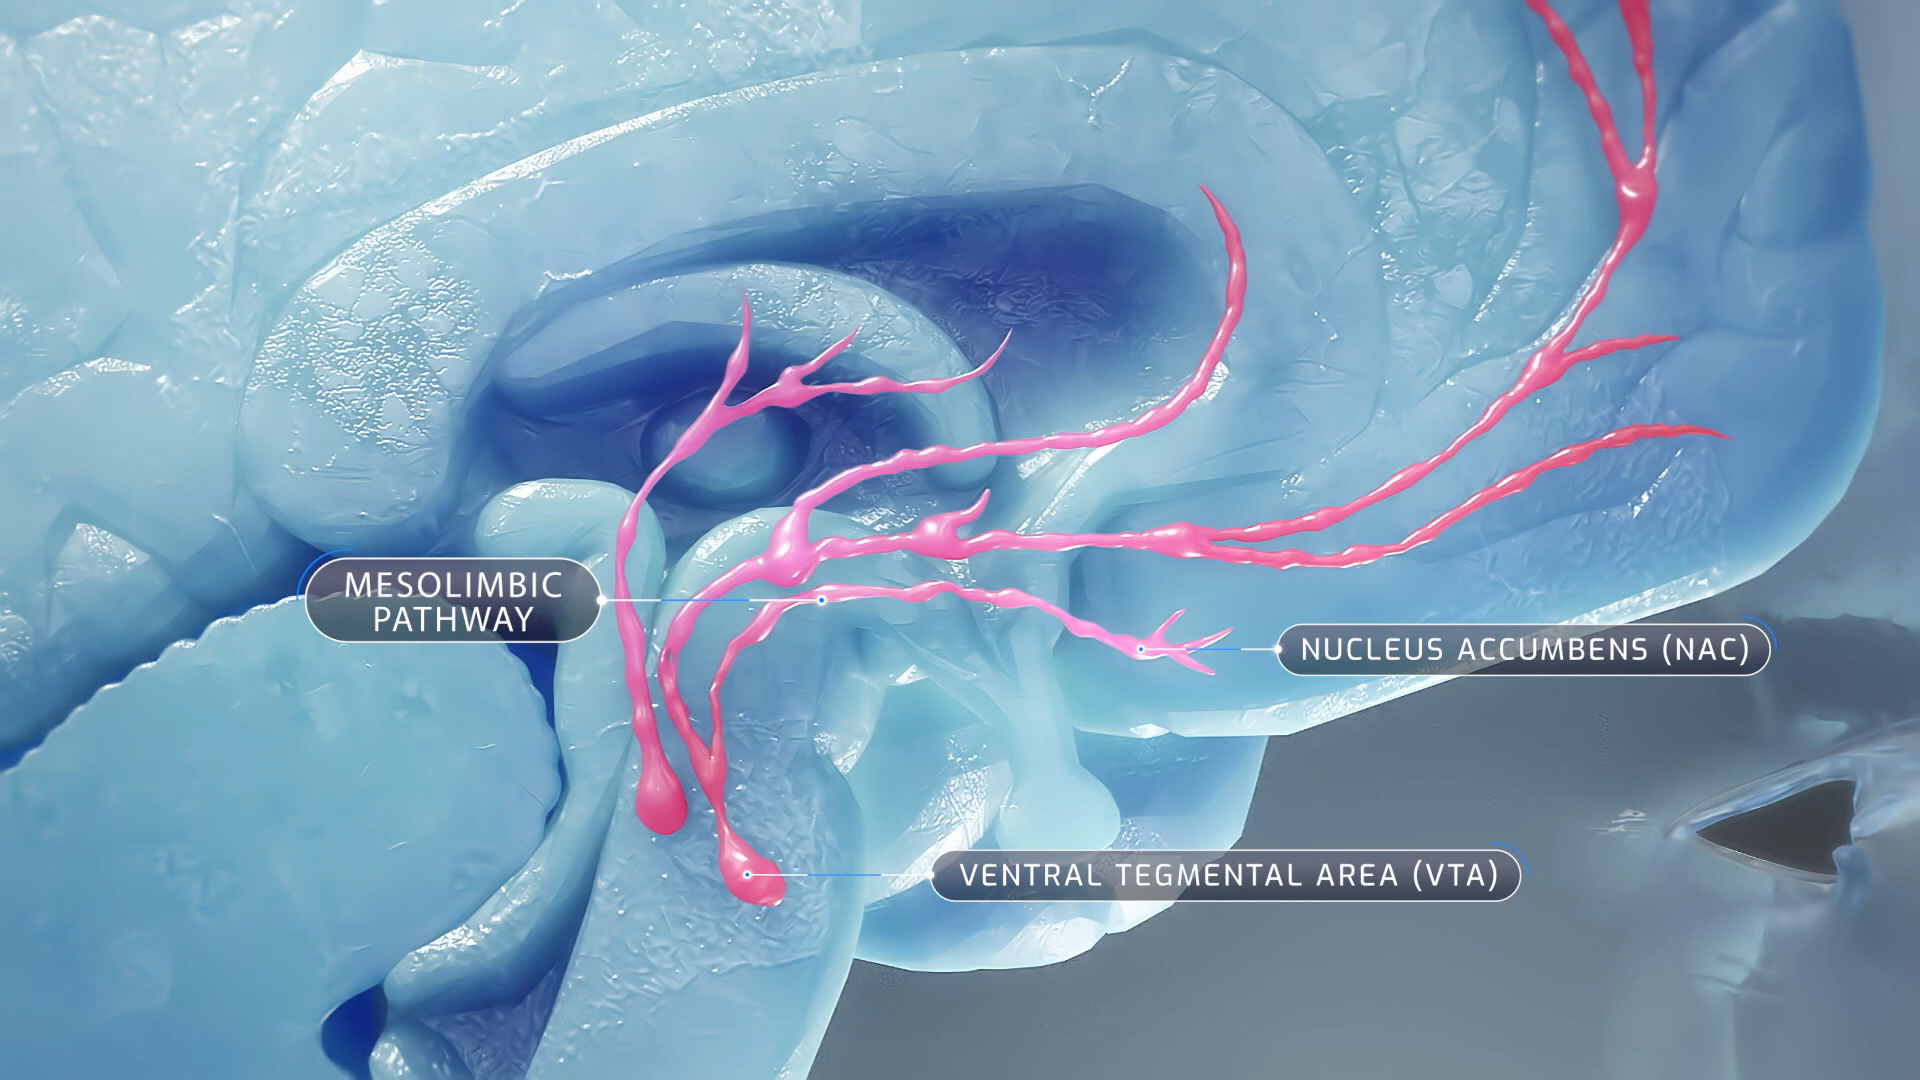 MESOLIMBIC
PATHWAY
NUCLEUS ACCUMBENS (NAC)
VENTRAL TEGMENTAL AREA (VTA)